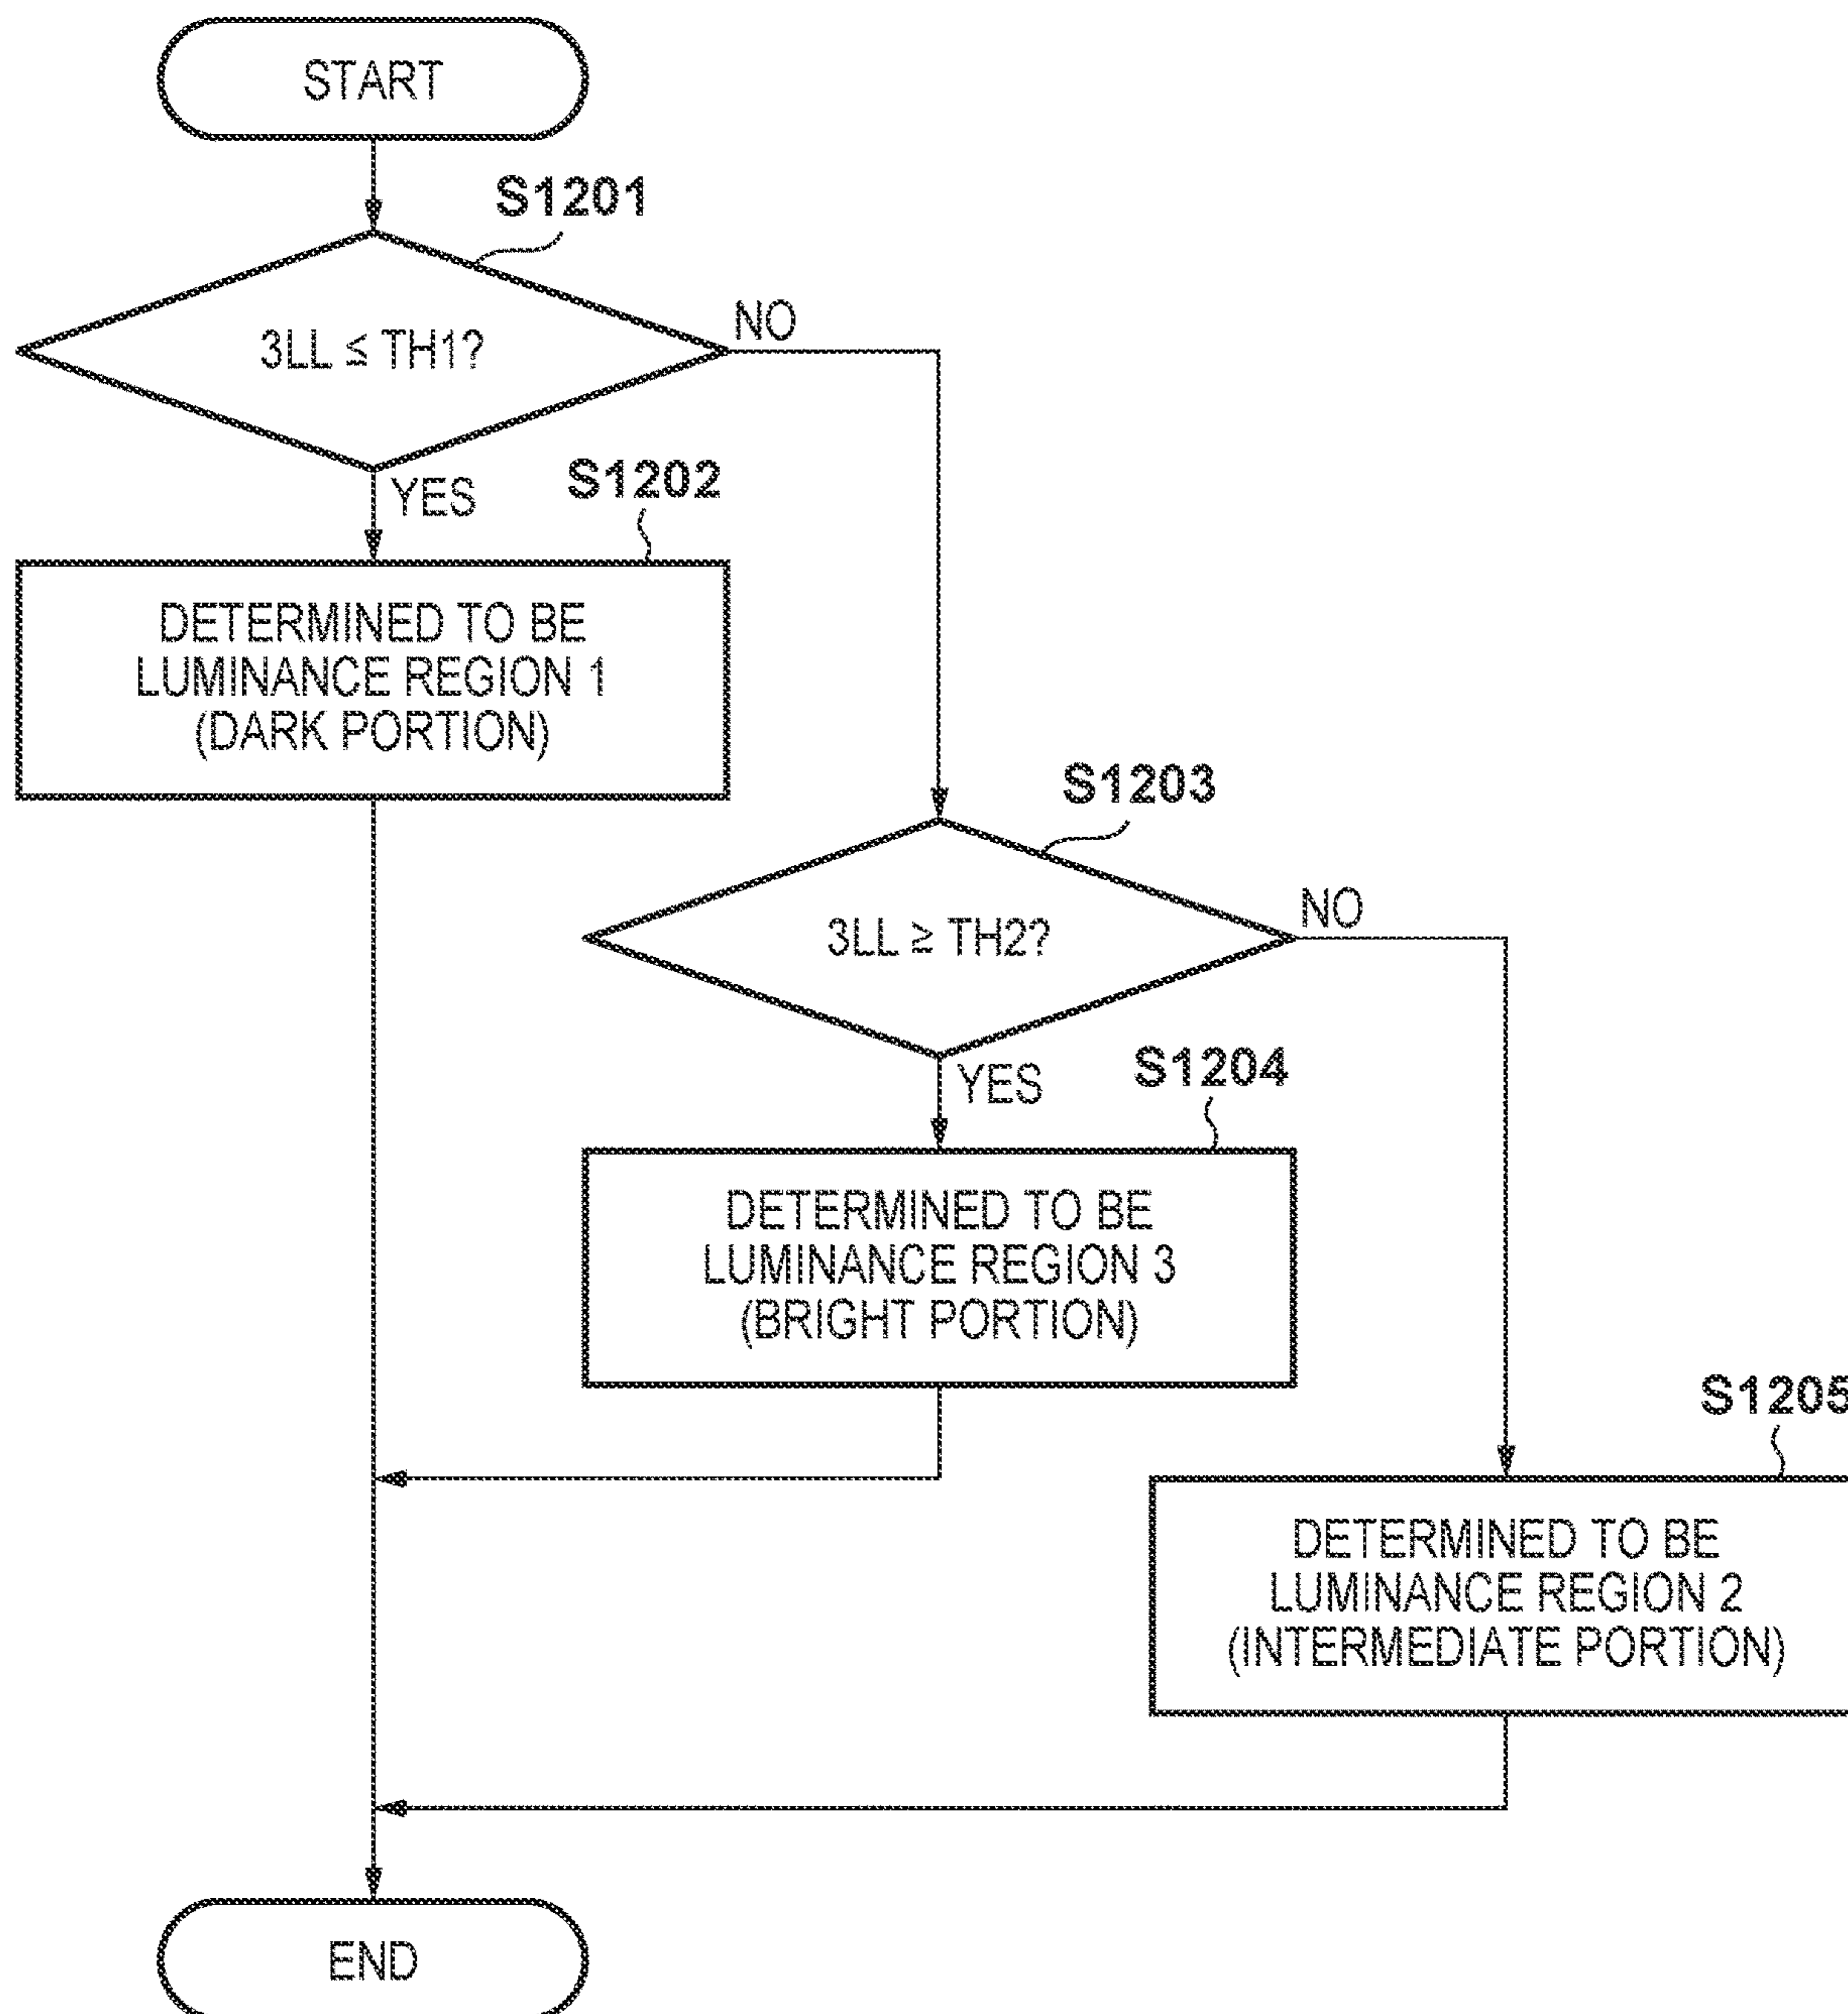 START
S1201
3LL ≤ TH1?
NO
YES
S1202
DETERMINED TO BE
LUMINANCE REGION 1
(DARK PORTION)
S1203
3LL ≥ TH2?
NO
YES
S1204
DETERMINED TO BE
LUMINANCE REGION 3
(BRIGHT PORTION)
S1205
DETERMINED TO BE
LUMINANCE REGION 2
(INTERMEDIATE PORTION)
END